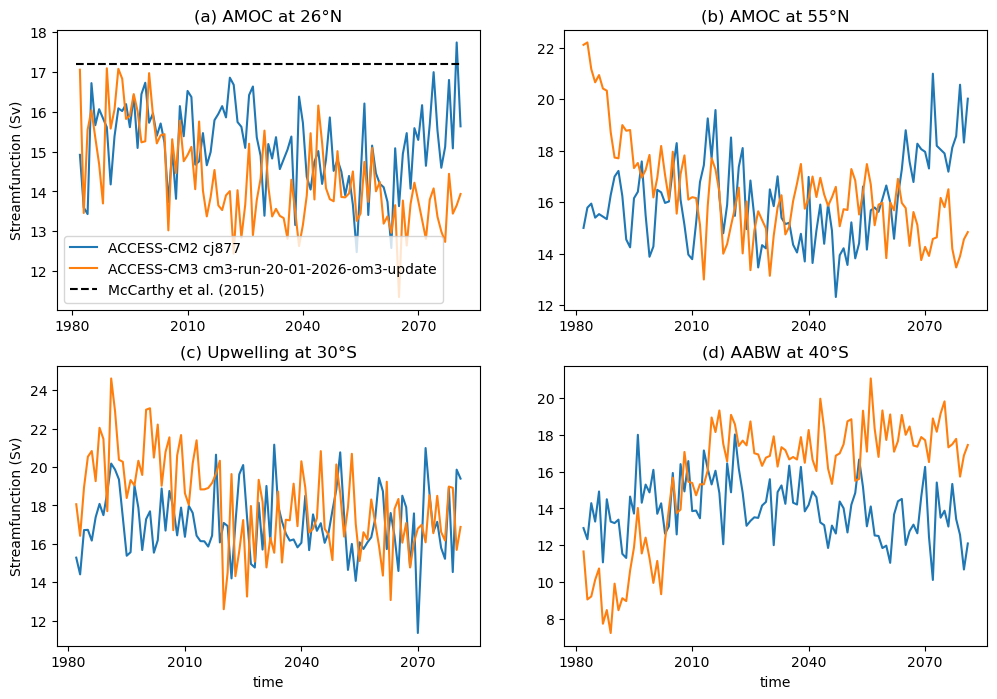 (a) AMOC at 26°N
(b) AMOC at 55°N
Streamfunction (Sv)
18
17
16
15
14
13
12
ACCESS-CM2 cj877
ACCESS-CM3 cm3-run-20-01-2026-om3-update
McCarthy et al. (2015)
1980 2010 2040 2070
22
20
18
16
14
12
1980 2010 2040 2070
(c) Upwelling at 30°S
(d) AABW at 40°S
Streamfunction (Sv)
24
22
20
18
16
14
12
1980 2010 2040 2070
time
20
18
16
14
12
10
8
1980 2010 2040 2070
time